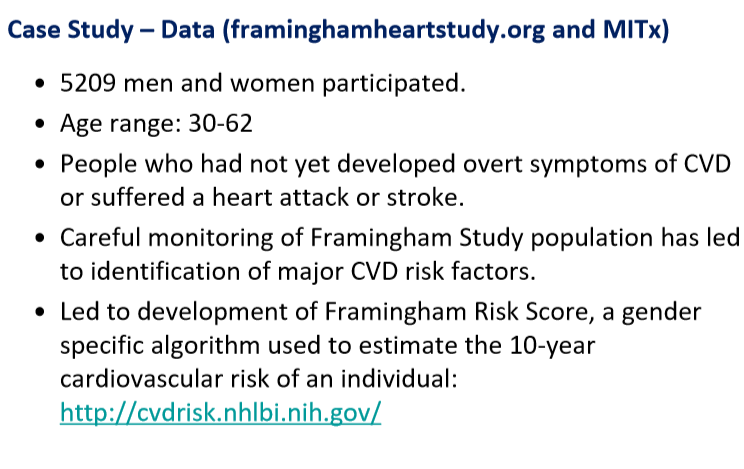 Case Study – Data (framinghamheartstudy.org and MITx)
• 5209 men and women participated.
• Age range: 30-62
• People who had not yet developed overt symptoms of CVD
or suffered a heart attack or stroke.
• Careful monitoring of Framingham Study population has led
to identification of major CVD risk factors.
• Led to development of Framingham Risk Score, a gender
specific algorithm used to estimate the 10-year
cardiovascular risk of an individual:
http://cvdrisk.nhlbi.nih.gov/